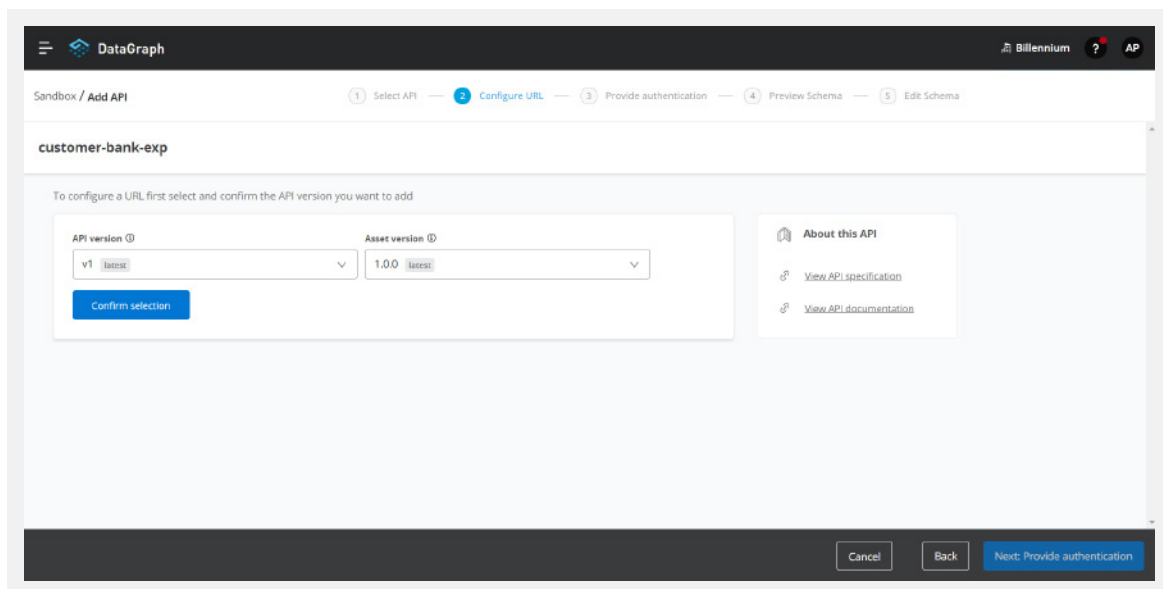 DataGraph
Billennium ? AP
Sandbox / Add API
1 Select API 2 Configure URL 3 Provide authentication 4 Preview Schema 5 Edit Schema
customer-bank-exp
To configure a URL first select and confirm the API version you want to add
API version Asset version
v1 latest 1.0.0 latest
Confirm selection
About this API
View API specification
View API documentation
Cancel Back Next: Provide authentication